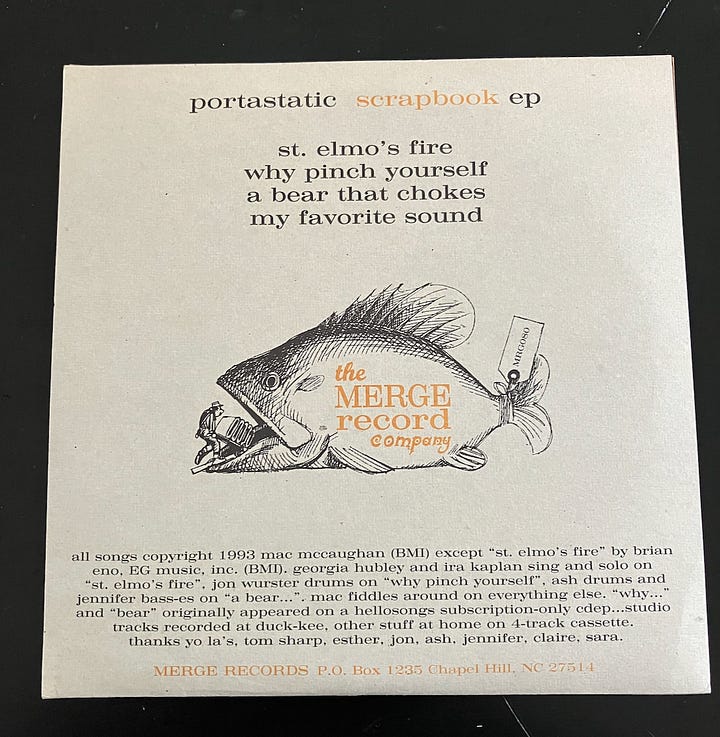 portastatic scrapbook ep
st. elmo's fire
why pinch yourself
a bear that chokes
my favorite sound
MRG080
the
MERGE
record
company
all songs copyright 1993 mac mccaughan (BMI) except "st. elmo's fire" by brian
eno, EG music, inc. (BMI). georgia hubley and ira kaplan sing and solo on
"st. elmo's fire". jon wurster drums on "why pinch yourself", ash drums and
jennifer bass-es on "a bear...". mac fiddles around on everything else. "why..."
and "bear" originally appeared on a hellosongs subscription-only cdep...studio
tracks recorded at duck-kee, other stuff at home on 4-track cassette.
thanks yo la's, tom sharp, esther, jon, ash, jennifer, claire, sara.
MERGE RECORDS P.O. Box 1235 Chapel Hill, NC 27514